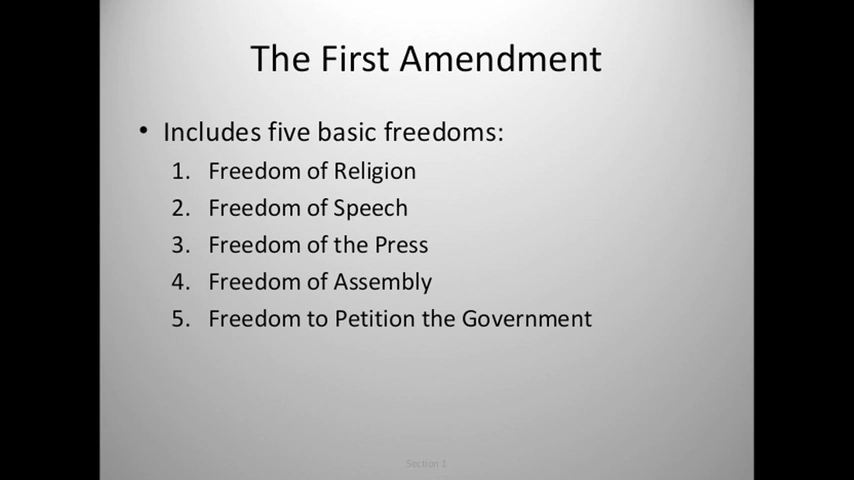 The First Amendment
• Includes five basic freedoms:
1. Freedom of Religion
2. Freedom of Speech
3. Freedom of the Press
4. Freedom of Assembly
5. Freedom to Petition the Government
Section 1